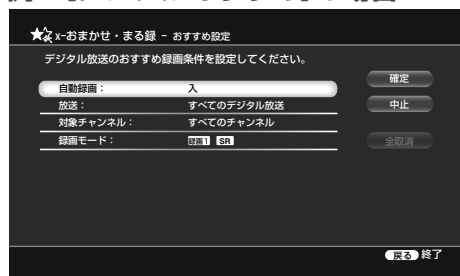 x-おまかせ・まる録 - おすすめ設定
デジタル放送のおすすめ録画条件を設定してください。
自動録画： 入
放送： すべてのデジタル放送
対象チャンネル： すべてのチャンネル
録画モード： 録画1 SR
確定
中止
全取消
戻る 終了